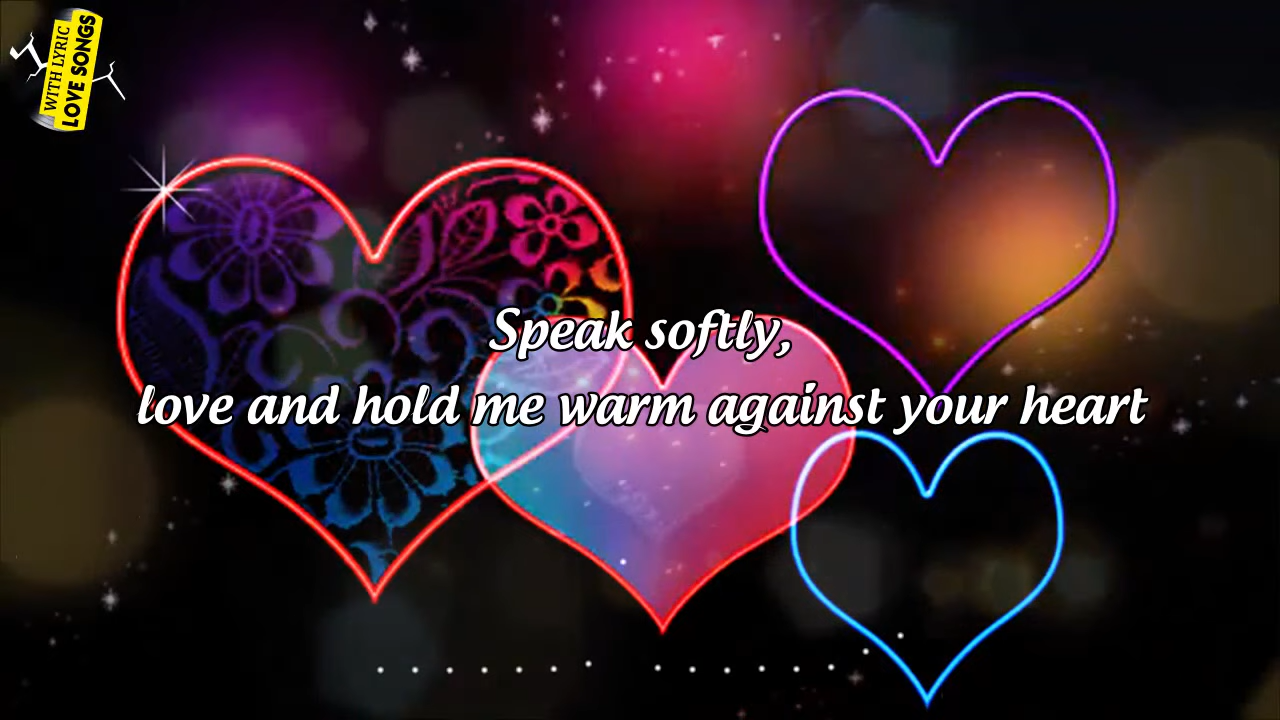 WITH LYRIC
LOVE SONGS
Speak softly,
love and hold me warm against your heart